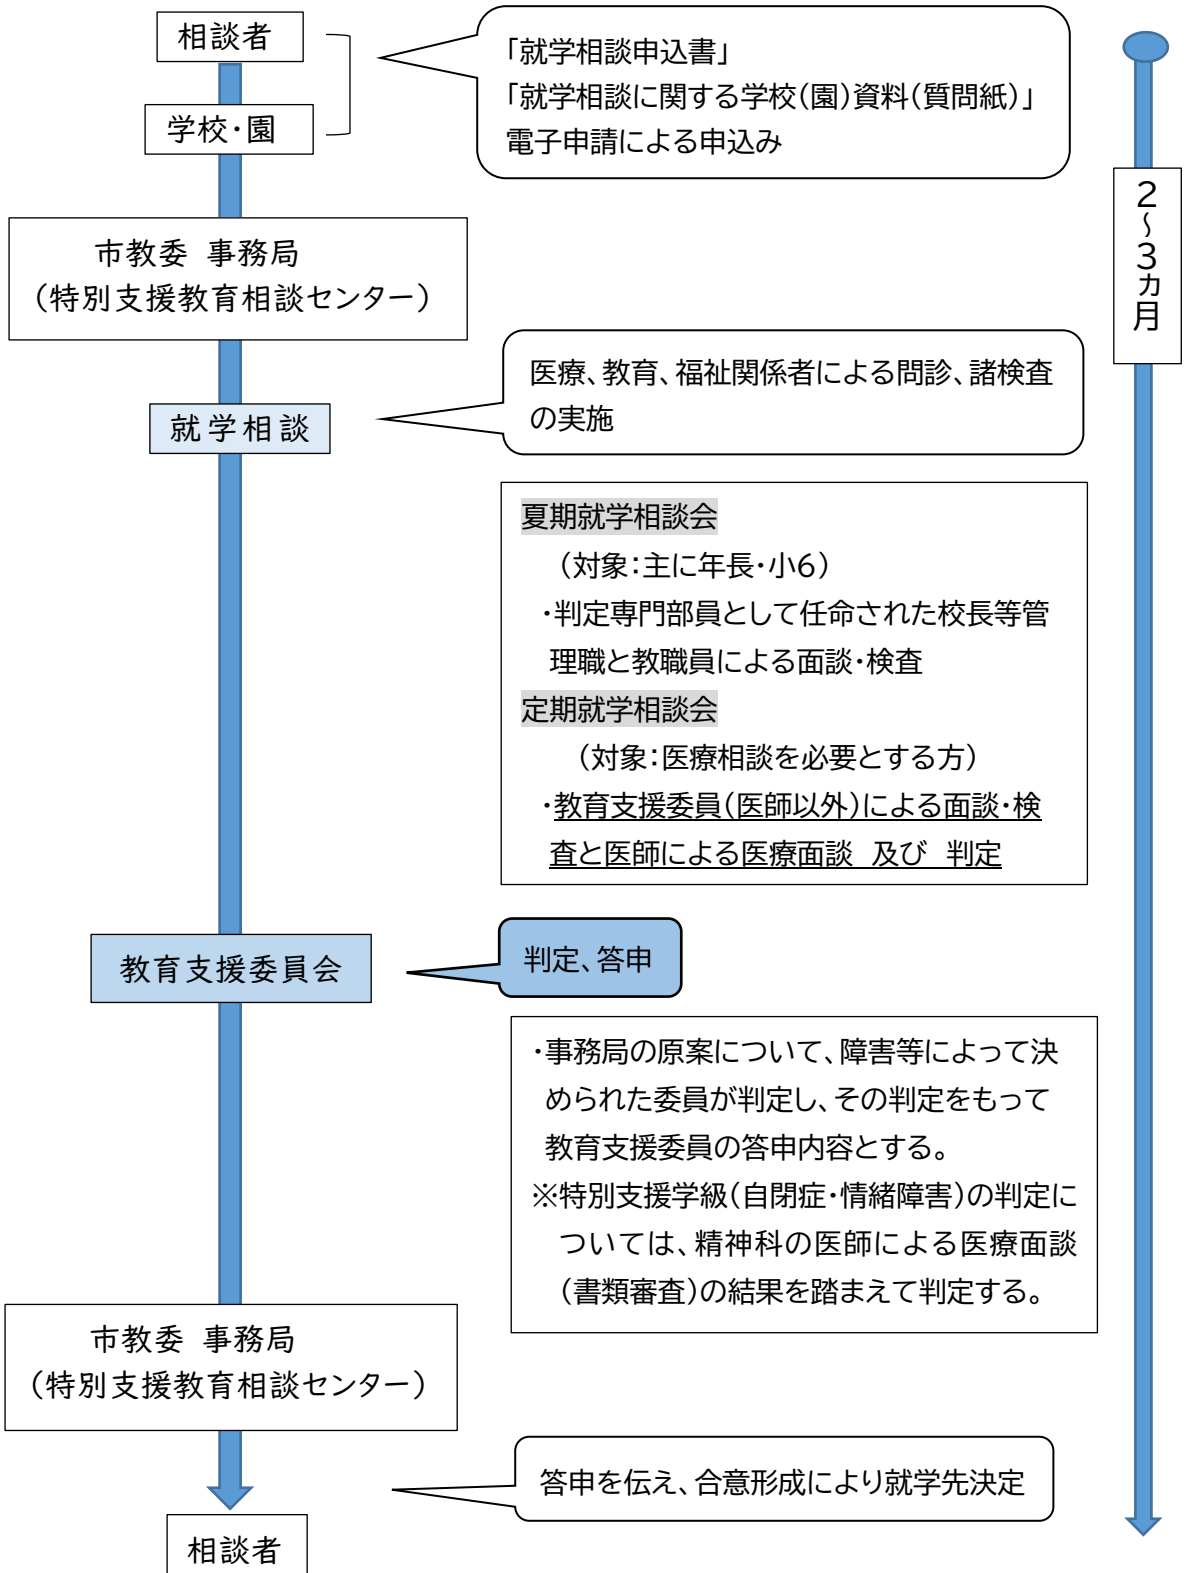 相談者
学校・園
「就学相談申込書」
「就学相談に関する学校(園)資料(質問紙)」
電子申請による申込み
2～3ヵ月
市教委 事務局
(特別支援教育相談センター)
就学相談
医療、教育、福祉関係者による問診、諸検査
の実施
夏期就学相談会
(対象:主に年長・小6)
・判定専門部員として任命された校長等管
理職と教職員による面談・検査
定期就学相談会
(対象:医療相談を必要とする方)
・教育支援委員(医師以外)による面談・検
査と医師による医療面談 及び 判定
教育支援委員会
判定、答申
・事務局の原案について、障害等によって決
められた委員が判定し、その判定をもって
教育支援委員の答申内容とする。
※特別支援学級(自閉症・情緒障害)の判定に
ついては、精神科の医師による医療面談
(書類審査)の結果を踏まえて判定する。
市教委 事務局
(特別支援教育相談センター)
答申を伝え、合意形成により就学先決定
相談者